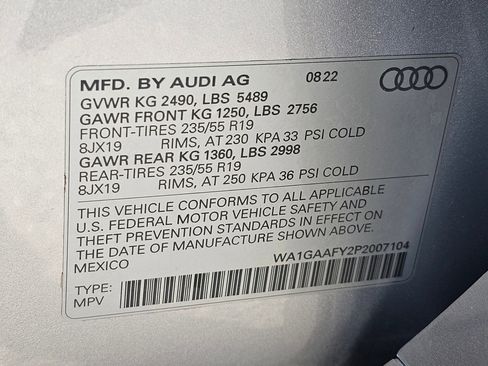 MFD. BY AUDI AG 08 22
GVWR KG 2490, LBS 5489
GAWR FRONT KG 1250, LBS 2756
FRONT-TIRES 235/55 R19
8JX19 RIMS, AT 230 KPA 33 PSI COLD
GAWR REAR KG 1360, LBS 2998
REAR-TIRES 235/55 R19
8JX19 RIMS, AT 250 KPA 36 PSI COLD
THIS VEHICLE CONFORMS TO ALL APPLICABLE
U.S. FEDERAL MOTOR VEHICLE SAFETY AND
THEFT PREVENTION STANDARDS IN EFFECT ON
THE DATE OF MANUFACTURE SHOWN ABOVE.
MEXICO
WA1GAAFY2P2007104
TYPE:
MPV